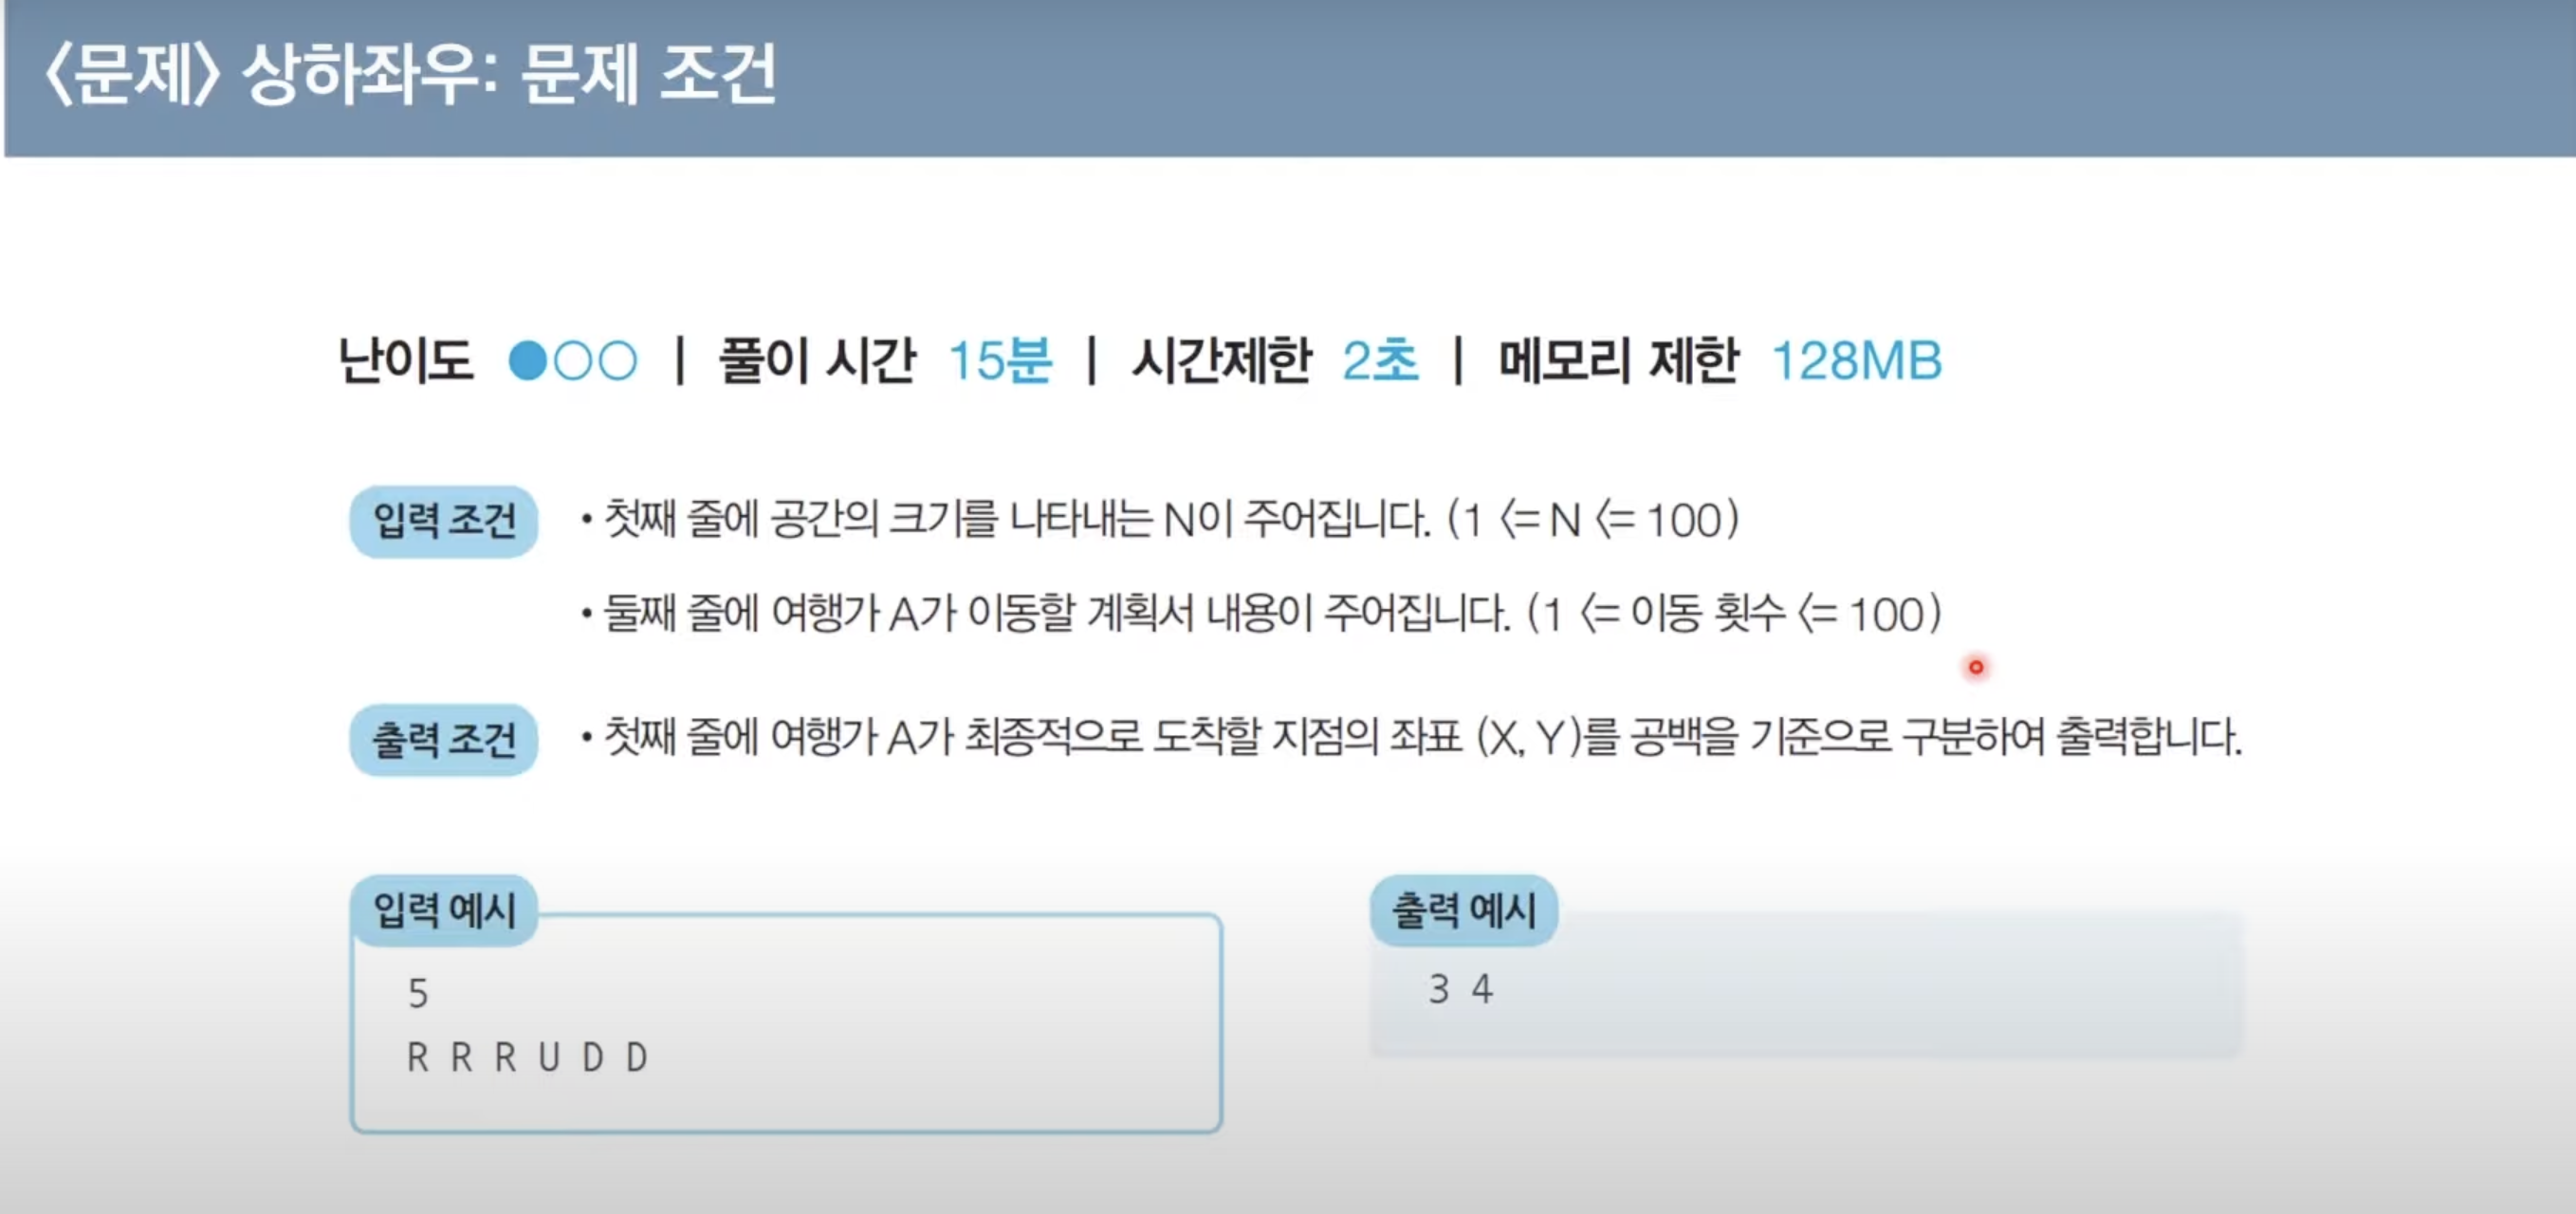 <문제> 상하좌우: 문제 조건
난이도 ●○○ | 풀이 시간 15분 | 시간제한 2초 | 메모리 제한 128MB
입력 조건 • 첫째 줄에 공간의 크기를 나타내는 N이 주어집니다. (1 <= N <= 100)
• 둘째 줄에 여행가 A가 이동할 계획서 내용이 주어집니다. (1 <= 이동 횟수 <= 100)
출력 조건 • 첫째 줄에 여행가 A가 최종적으로 도착할 지점의 좌표 (X, Y)를 공백을 기준으로 구분하여 출력합니다.
입력 예시
5
R R R U D D
출력 예시
3 4